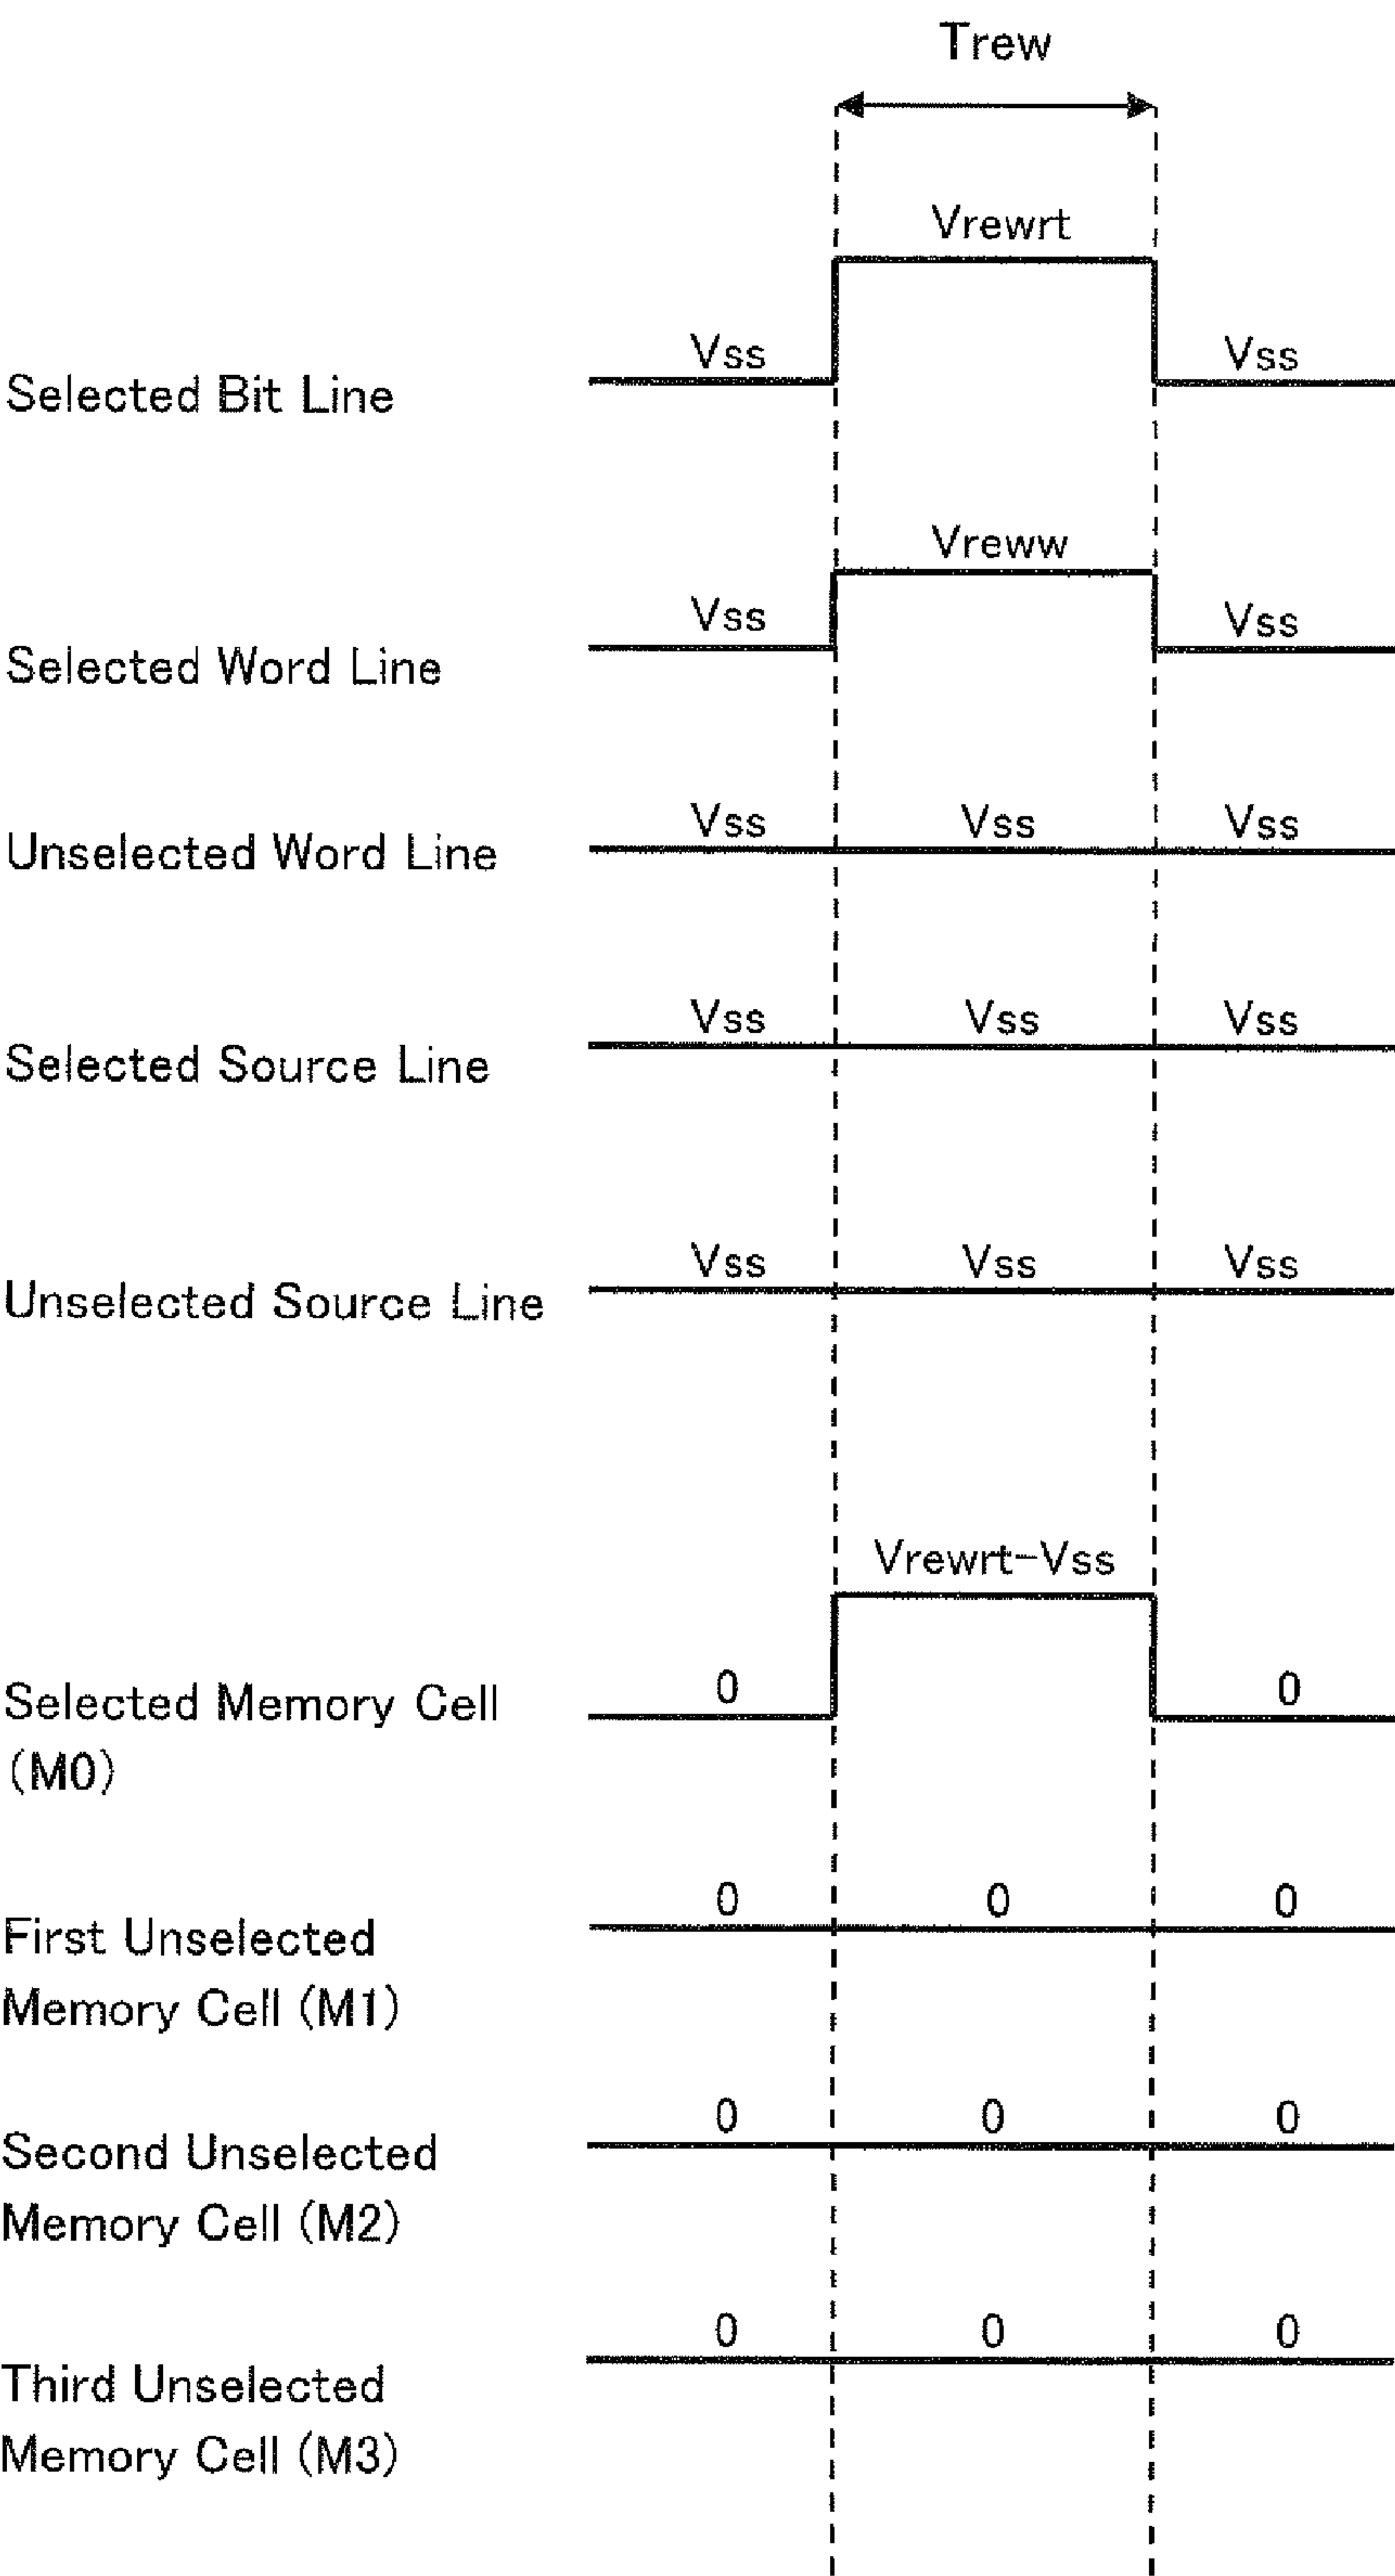 Trew
Vrewrt
Vss Vss
Selected Bit Line
Vreww
Vss Vss
Selected Word Line
Vss Vss Vss
Unselected Word Line
Vss Vss Vss
Selected Source Line
Vss Vss Vss
Unselected Source Line
Vrewrt-Vss
0 0
Selected Memory Cell
(M0)
0 0 0
First Unselected
Memory Cell (M1)
0 0 0
Second Unselected
Memory Cell (M2)
0 0 0
Third Unselected
Memory Cell (M3)